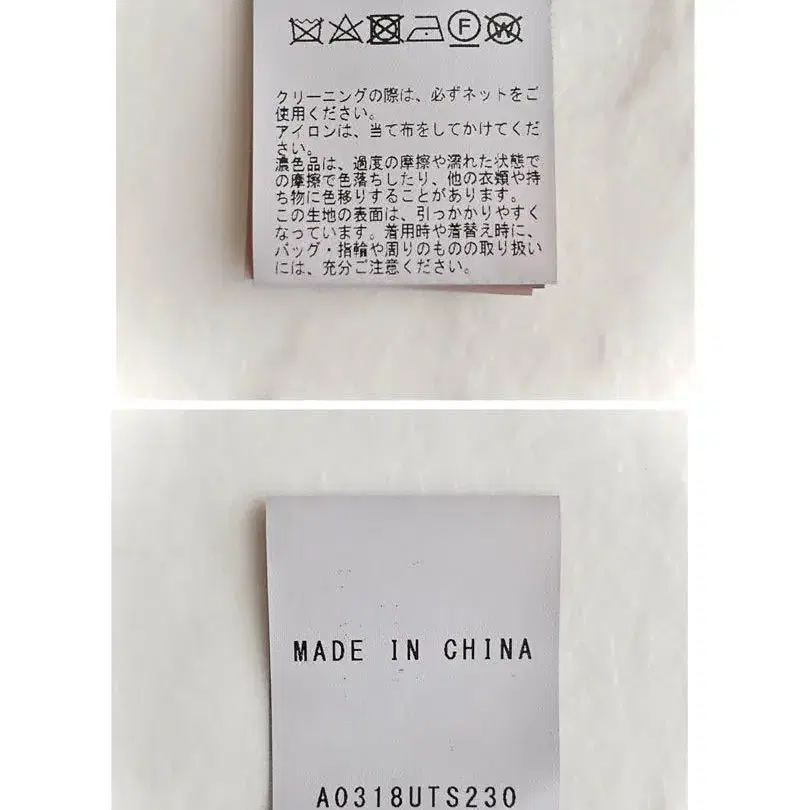 クリーニングの際は、必ずネットをご
使用ください。
アイロンは、当て布をしてかけてくだ
さい。
濃色品は、過度の摩擦や濡れた状態で
の摩擦で色落ちしたり、他の衣類や持
ち物に色移りすることがあります。
この生地の表面は、引っかかりやすく
なっています。着用時や着替え時に、
バッグ・指輪や周りのものの取り扱い
には、充分ご注意ください。
MADE IN CHINA
A0318UTS230